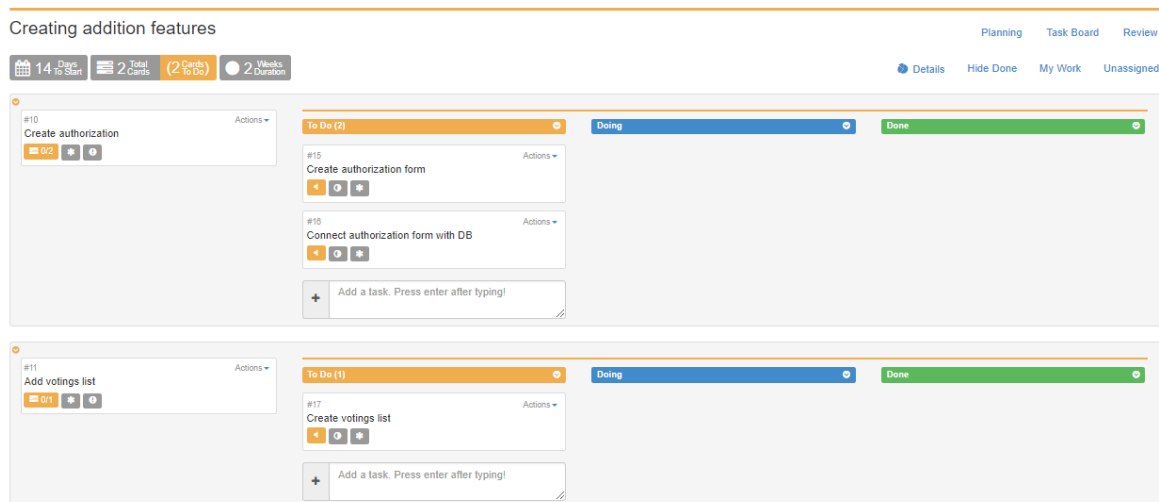 Creating addition features
Planning Task Board Review
14 Days To Start 2 Total Cards (2 Cards To Do) 2 Weeks Duration
Details Hide Done My Work Unassigned
#10 Actions
Create authorization
0/2
To Do (2) Doing Done
#15 Actions
Create authorization form
#16 Actions
Connect authorization form with DB
+ Add a task. Press enter after typing!
#11 Actions
Add votings list
0/1
To Do (1) Doing Done
#17 Actions
Create votings list
+ Add a task. Press enter after typing!